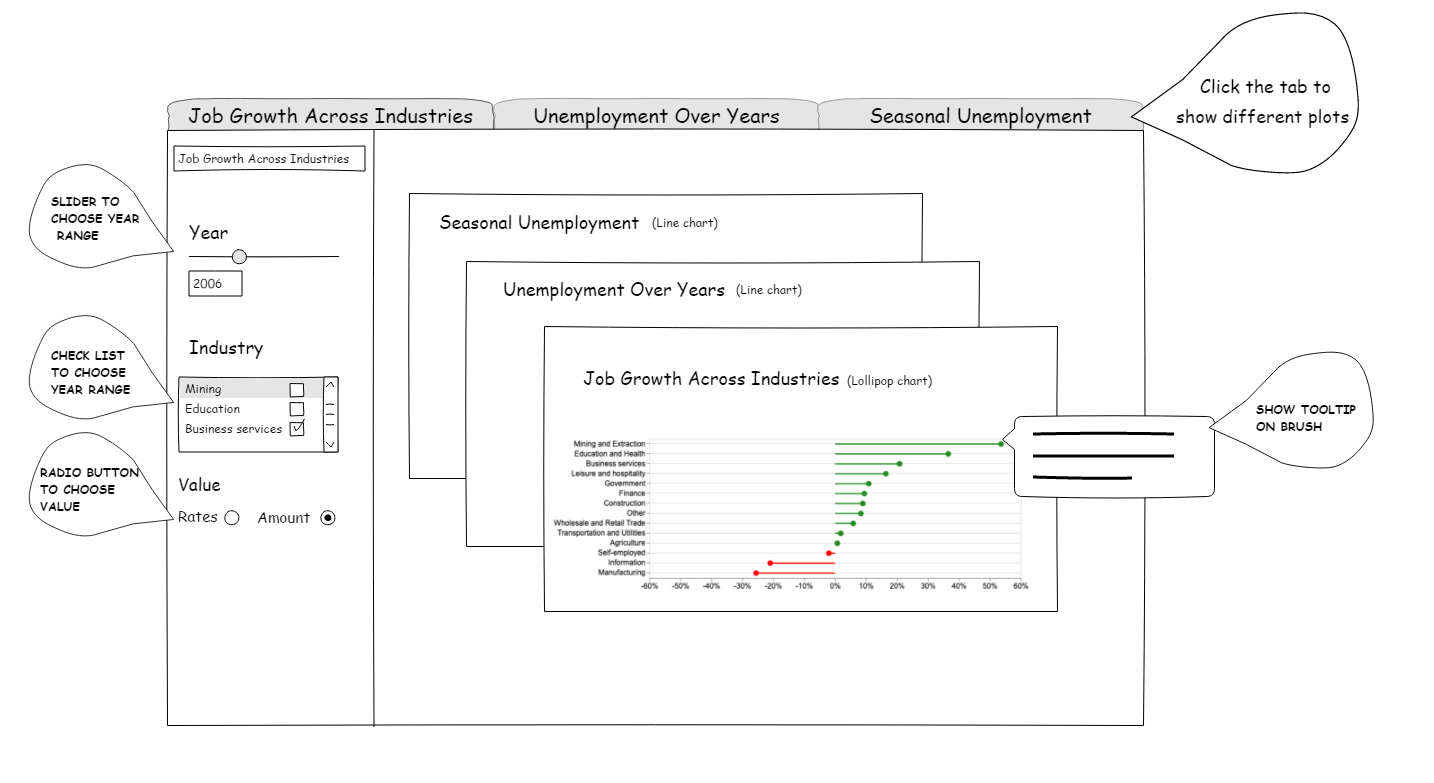 Click the tab to
show different plots
Job Growth Across Industries
Unemployment Over Years
Seasonal Unemployment
Job Growth Across Industries
SLIDER TO
CHOOSE YEAR
RANGE
Year
2006
CHECK LIST
TO CHOOSE
YEAR RANGE
Industry
Mining
Education
Business services
RADIO BUTTON
TO CHOOSE
VALUE
Value
Rates
Amount
Seasonal Unemployment (Line chart)
Unemployment Over Years (Line chart)
Job Growth Across Industries (Lollipop chart)
Mining and Extraction
Education and Health
Business services
Leisure and hospitality
Government
Finance
Construction
Other
Wholesale and Retail Trade
Transportation and Utilities
Agriculture
Self-employed
Information
Manufacturing
-60% -50% -40% -30% -20% -10% 0% 10% 20% 30% 40% 50% 60%
SHOW TOOLTIP
ON BRUSH